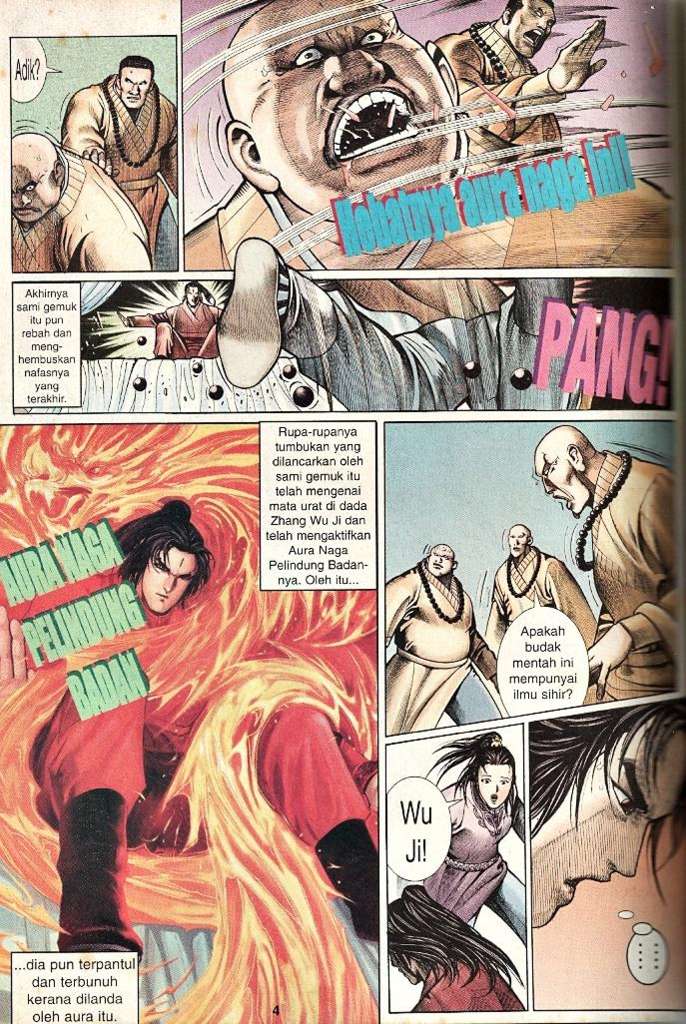 Adik?
Hebatnya aura naga ini!
Akhirnya
sami gemuk
itu pun
rebah dan
meng-
hembuskan
nafasnya
yang
terakhir.
PANG!
Rupa-rupanya
tumbukan yang
dilancarkan oleh
sami gemuk itu
telah mengenai
mata urat di dada
Zhang Wu Ji dan
telah mengaktifkan
Aura Naga
Pelindung Badan-
nya. Oleh itu...
AURA NAGA
PELINDUNG
BADAN
...dia pun terpantul
dan terbunuh
kerana dilanda
oleh aura itu.
Apakah
budak
mentah ini
mempunyai
ilmu sihir?
Wu
Ji!
......
4